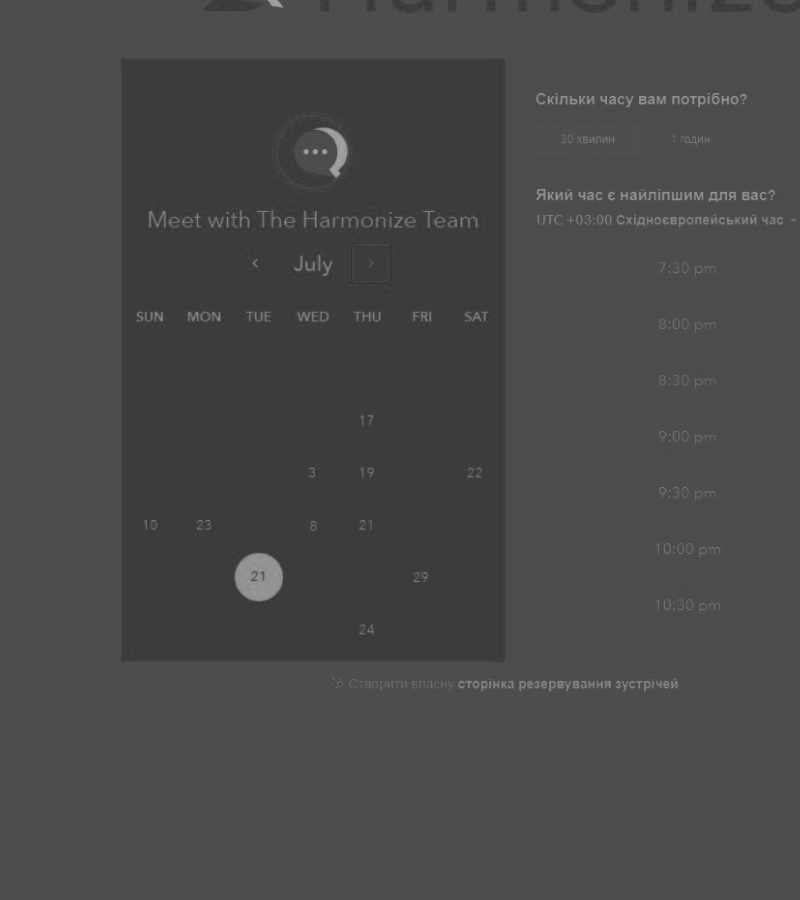 Harmonize
Meet with The Harmonize Team
July
SUN MON TUE WED THU FRI SAT
17
3 19 22
10 23 8 21
21 29
24
Скільки часу вам потрібно?
30 хвилин 1 годин
Який час є найліпшим для вас?
UTC +03:00 Східноєвропейський час
7:30 pm
8:00 pm
8:30 pm
9:00 pm
9:30 pm
10:00 pm
10:30 pm
Створити власну сторінка резервування зустрічей